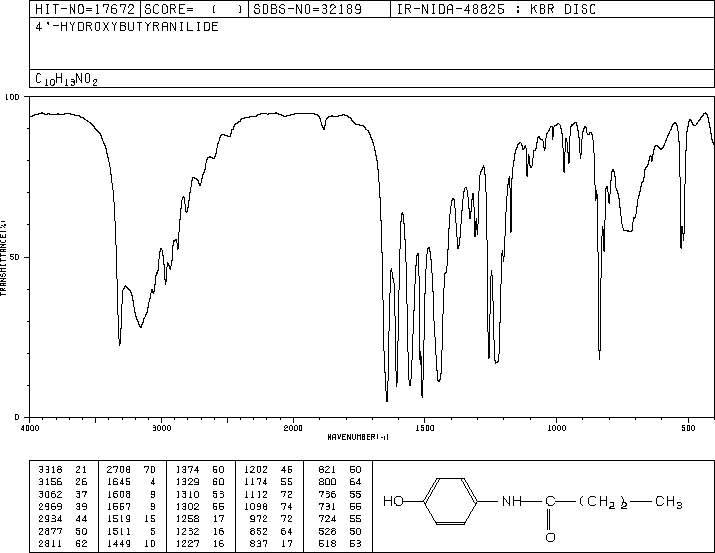 HIT-NO=17672 SCORE= ( ) SDBS-NO=32189 IR-NIDA-48825 : KBR DISC
4'-HYDROXYBUTYRANILIDE
C10H13NO2
100
TRANSMITTANCE(%)
50
0
4000 3000 2000 1500 1000 500
WAVENUMBER(-1)
3318 21 2708 70 1374 60 1202 46 821 50
3156 26 1645 4 1329 60 1174 55 800 64
3062 37 1608 9 1310 53 1112 72 736 55
2969 39 1557 9 1302 55 1098 74 731 55
2934 44 1519 15 1258 17 972 72 724 55
2877 50 1511 5 1232 16 852 64 528 50
2811 62 1449 10 1227 16 837 17 518 53
HO NH C (CH2)2 CH3
O